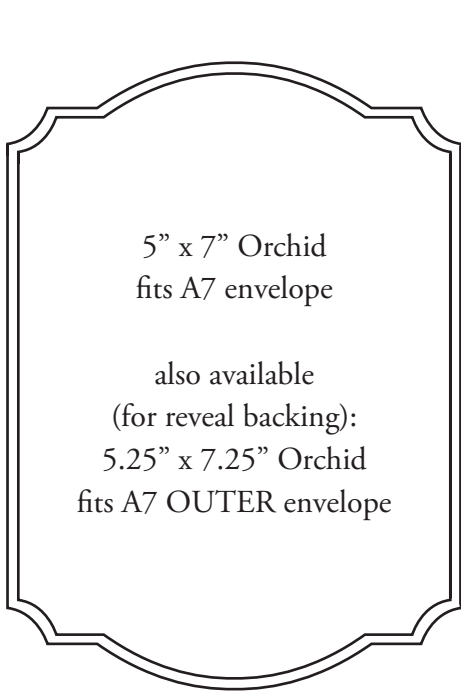 5” x 7” Orchid
fits A7 envelope
also available
(for reveal backing):
5.25” x 7.25” Orchid
fits A7 OUTER envelope